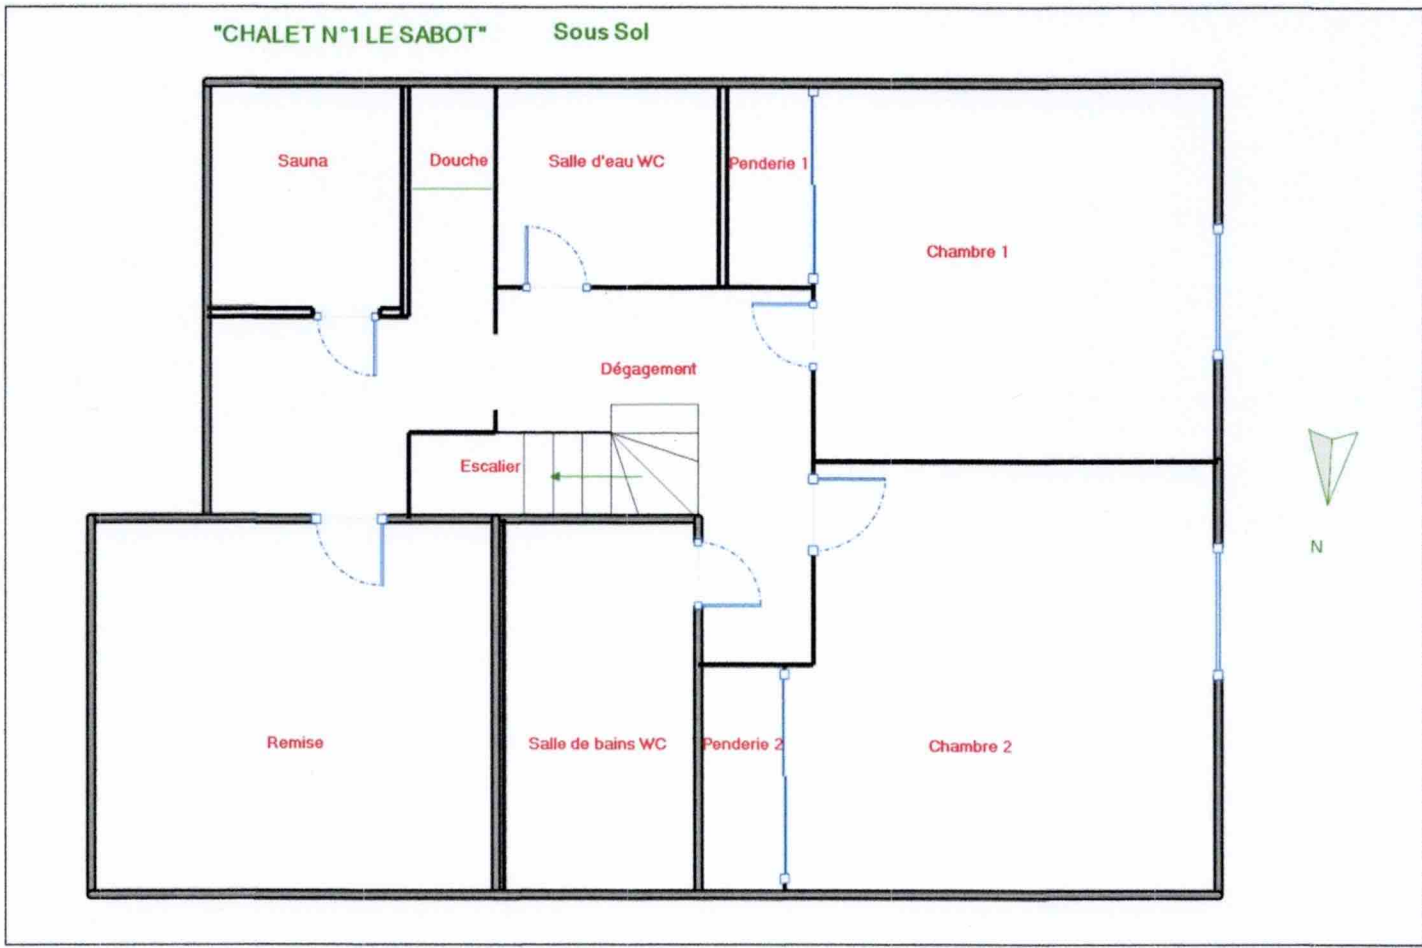 "CHALET N°1 LE SABOT" Sous Sol
Sauna
Douche
Salle d'eau WC
Penderie 1
Chambre 1
Dégagement
Escalier
N
Remise
Salle de bains WC
Penderie 2
Chambre 2